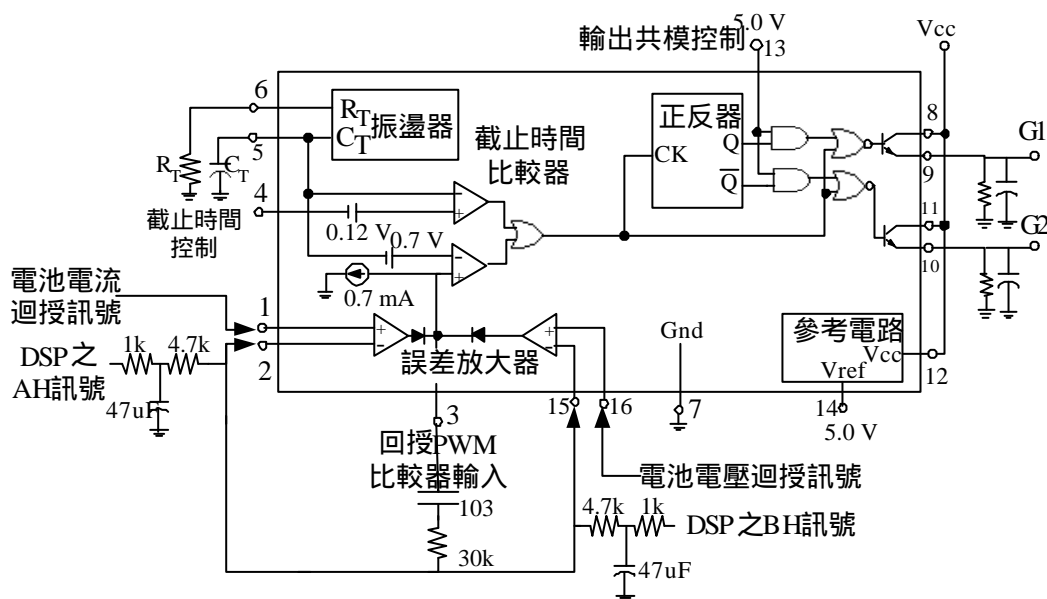 5.0 V
輸出共模控制
13
Vcc
6
RT
振盪器
CT
5
RT
CT
4
截止時間
控制
截止時間
比較器
0.12 V
0.7 V
0.7 mA
正反器
CK
Q
Q
8
G1
9
11
G2
10
電池電流
迴授訊號
1
2
DSP 之
AH訊號
1k
4.7k
47uF
誤差放大器
Gnd
參考電路
Vcc
Vref
12
3
15
16
7
14
5.0 V
回授PWM
比較器輸入
103
30k
電池電壓迴授訊號
4.7k
1k
DSP之BH訊號
47uF